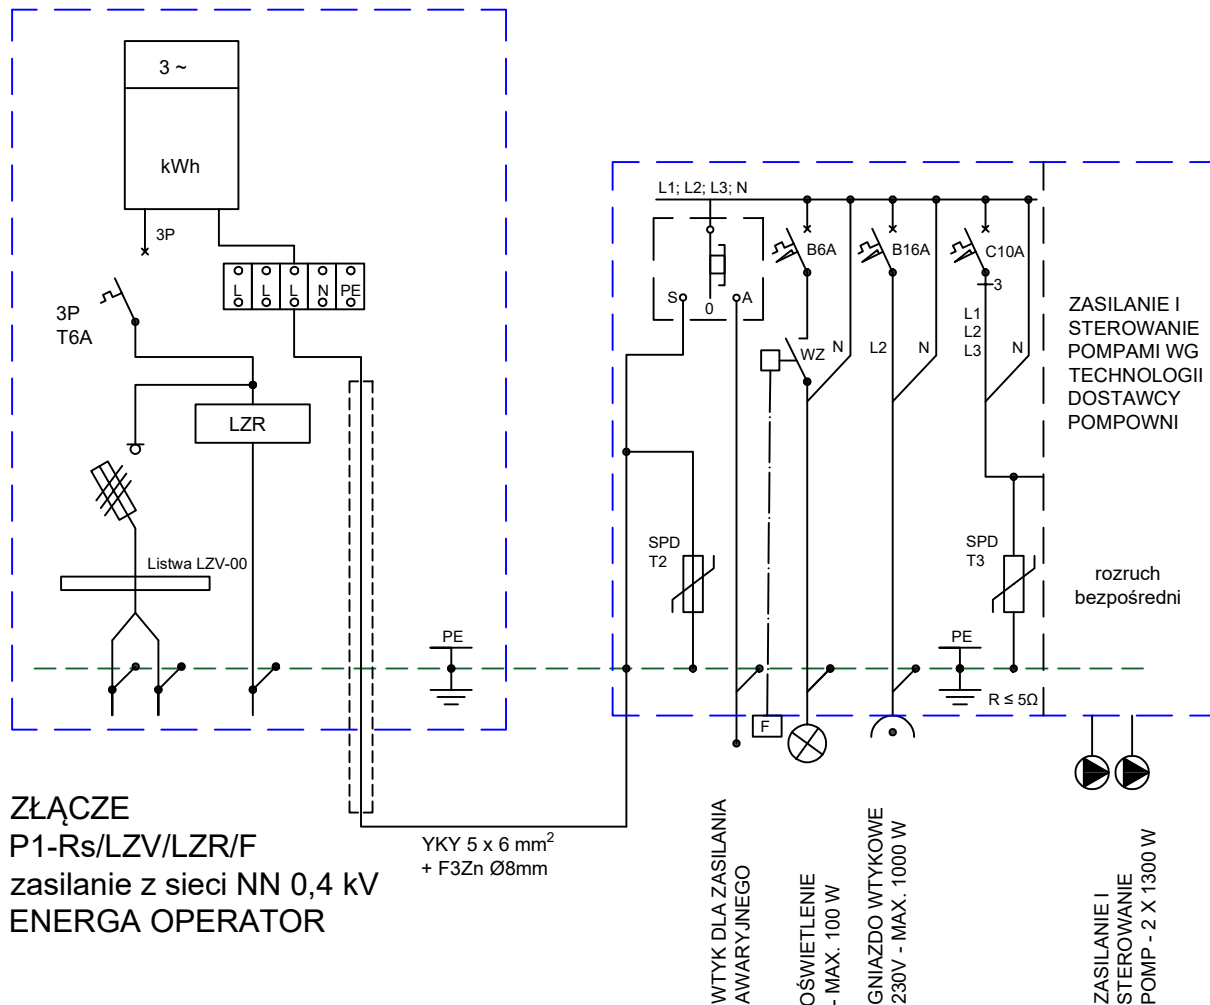 3 ~
kWh
3P
3P
T6A
L
L
L
N
PE
LZR
Listwa LZV-00
PE
ZŁĄCZE
P1-Rs/LZV/LZR/F
zasilanie z sieci NN 0,4 kV
ENERGA OPERATOR
YKY 5 x 6 mm²
+ F3Zn Ø8mm
L1; L2; L3; N
S
0
A
B6A
B16A
C10A
3
WZ
N
L2
N
L1
L2
L3
N
SPD
T2
SPD
T3
PE
R ≤ 5Ω
F
ZASILANIE I
STEROWANIE
POMPAMI WG
TECHNOLOGII
DOSTAWCY
POMPOWNI
rozruch
bezpośredni
WTYK DLA ZASILANIA
AWARYJNEGO
OŚWIETLENIE
- MAX. 100 W
GNIAZDO WTYKOWE
230V - MAX. 1000 W
ZASILANIE I
STEROWANIE
POMP - 2 X 1300 W